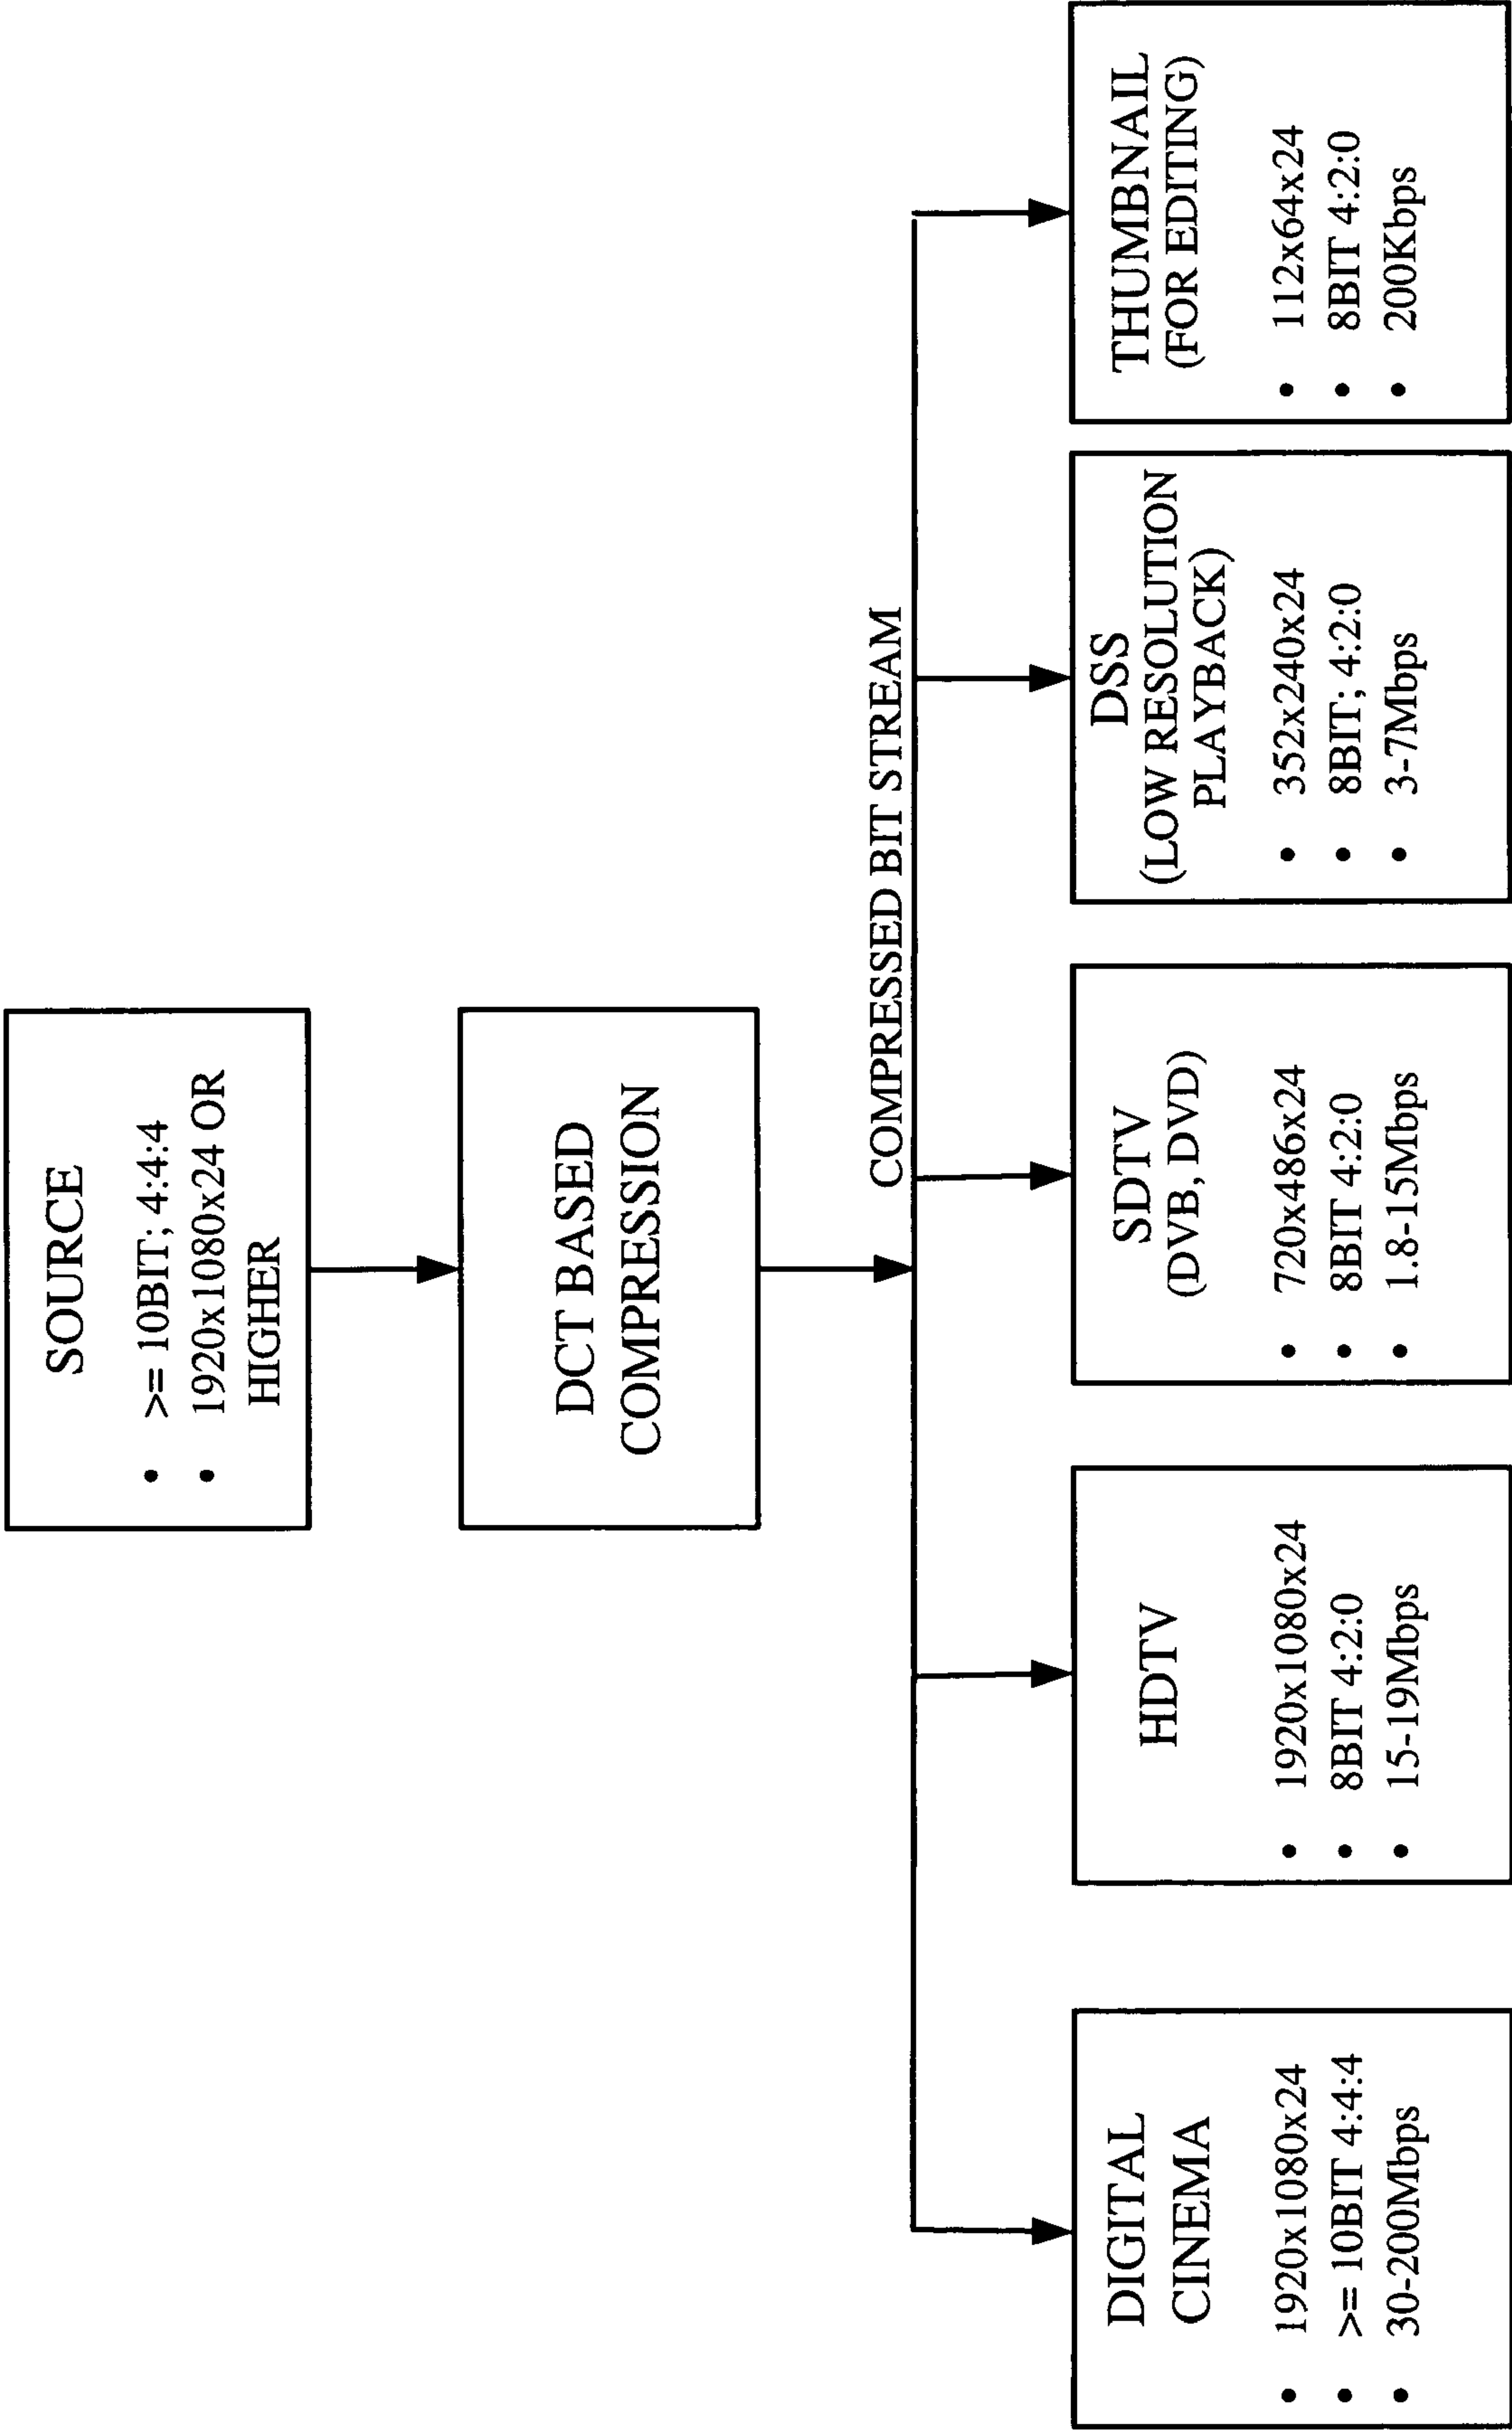 SOURCE
• >= 10BIT; 4:4:4
• 1920x1080x24 OR
HIGHER
DCT BASED
COMPRESSION
COMPRESSED BIT STREAM
DIGITAL
CINEMA
• 1920x1080x24
• >= 10BIT 4:4:4
• 30-200Mbps
HDTV
• 1920x1080x24
• 8BIT 4:2:0
• 15-19Mbps
SDTV
(DVB, DVD)
• 720x486x24
• 8BIT 4:2:0
• 1.8-15Mbps
DSS
(LOW RESOLUTION
PLAYBACK)
• 352x240x24
• 8BIT; 4:2:0
• 3-7Mbps
THUMBNAIL
(FOR EDITING)
• 112x64x24
• 8BIT 4:2:0
• 200Kbps